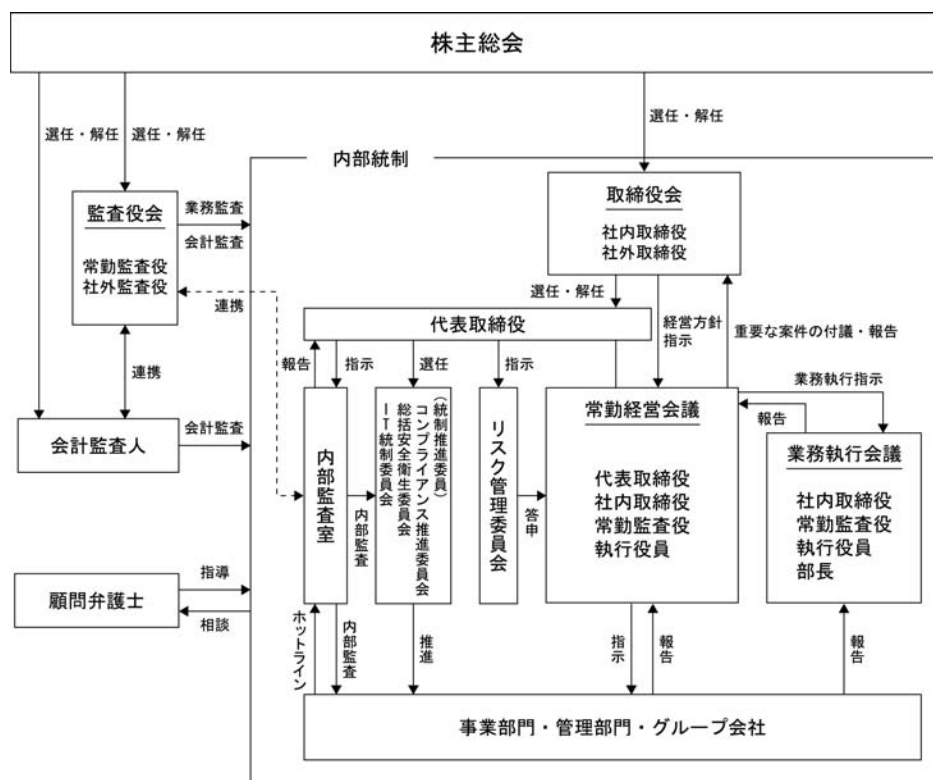 株主総会
選任・解任
選任・解任
選任・解任
内部統制
監査役会
常勤監査役
社外監査役
業務監査
会計監査
取締役会
社内取締役
社外取締役
連携
選任・解任
経営方針
指示
重要な案件の付議・報告
代表取締役
報告
指示
選任
指示
連携
業務執行指示
報告
会計監査人
会計監査
内部監査室
内部監査
(統制推進委員)
コンプライアンス推進委員会
総括安全衛生委員会
IT統制委員会
リスク管理委員会
答申
常勤経営会議
代表取締役
社内取締役
常勤監査役
執行役員
業務執行会議
社内取締役
常勤監査役
執行役員
部長
顧問弁護士
指導
相談
ホットライン
内部監査
推進
指示
報告
報告
事業部門・管理部門・グループ会社